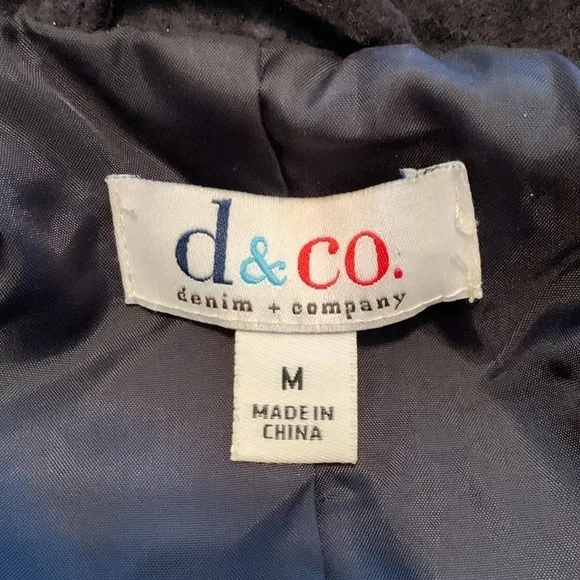 d&co.
denim + company
M
MADE IN
CHINA